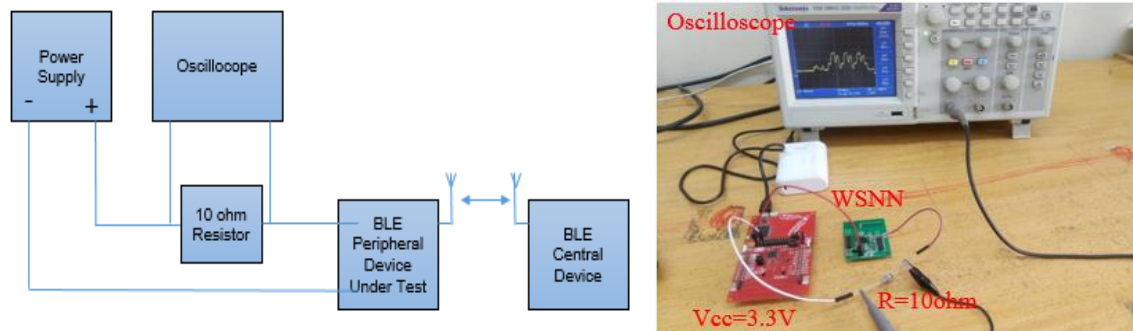 Power
Supply
-
+
Oscillocope
10 ohm
Resistor
BLE
Peripheral
Device
Under Test
BLE
Central
Device
Oscilloscope
Tektronix
WSNN
R=10ohm
Vcc=3.3V